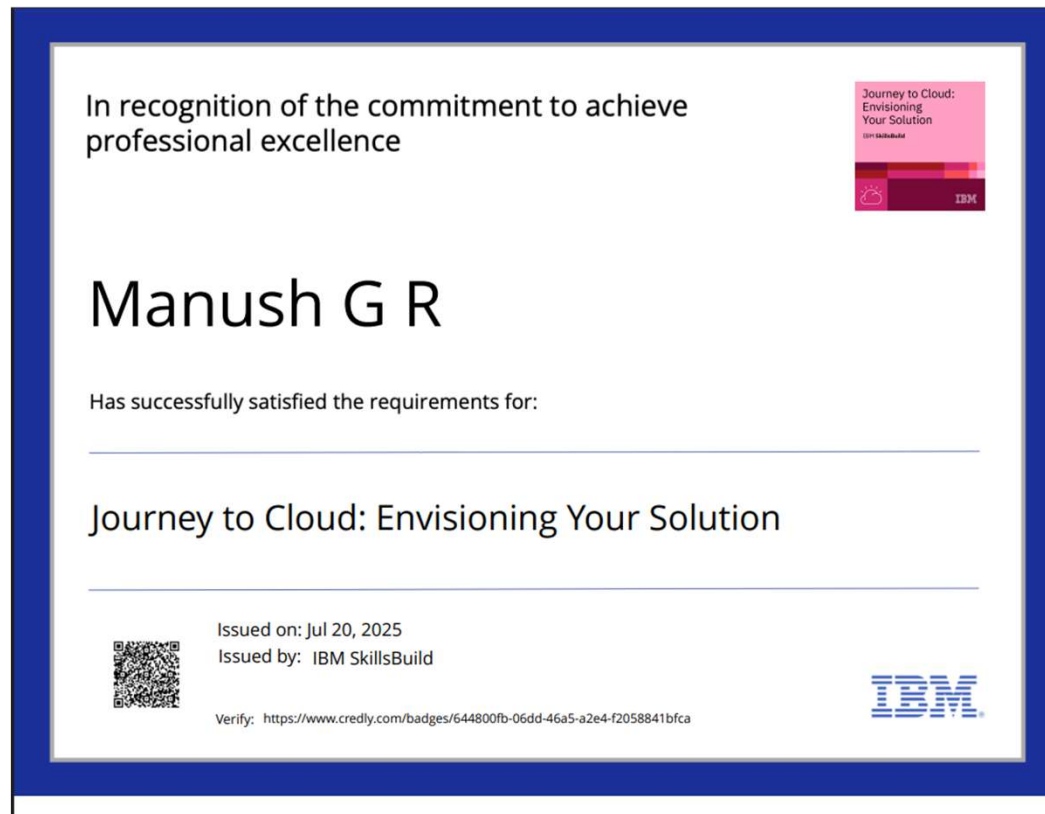 In recognition of the commitment to achieve
professional excellence
Journey to Cloud:
Envisioning
Your Solution
IBM SkillsBuild
IBM
Manush G R
Has successfully satisfied the requirements for:
Journey to Cloud: Envisioning Your Solution
Issued on: Jul 20, 2025
Issued by: IBM SkillsBuild
Verify: https://www.credly.com/badges/644800fb-06dd-46a5-a2e4-f2058841bfca
IBM®